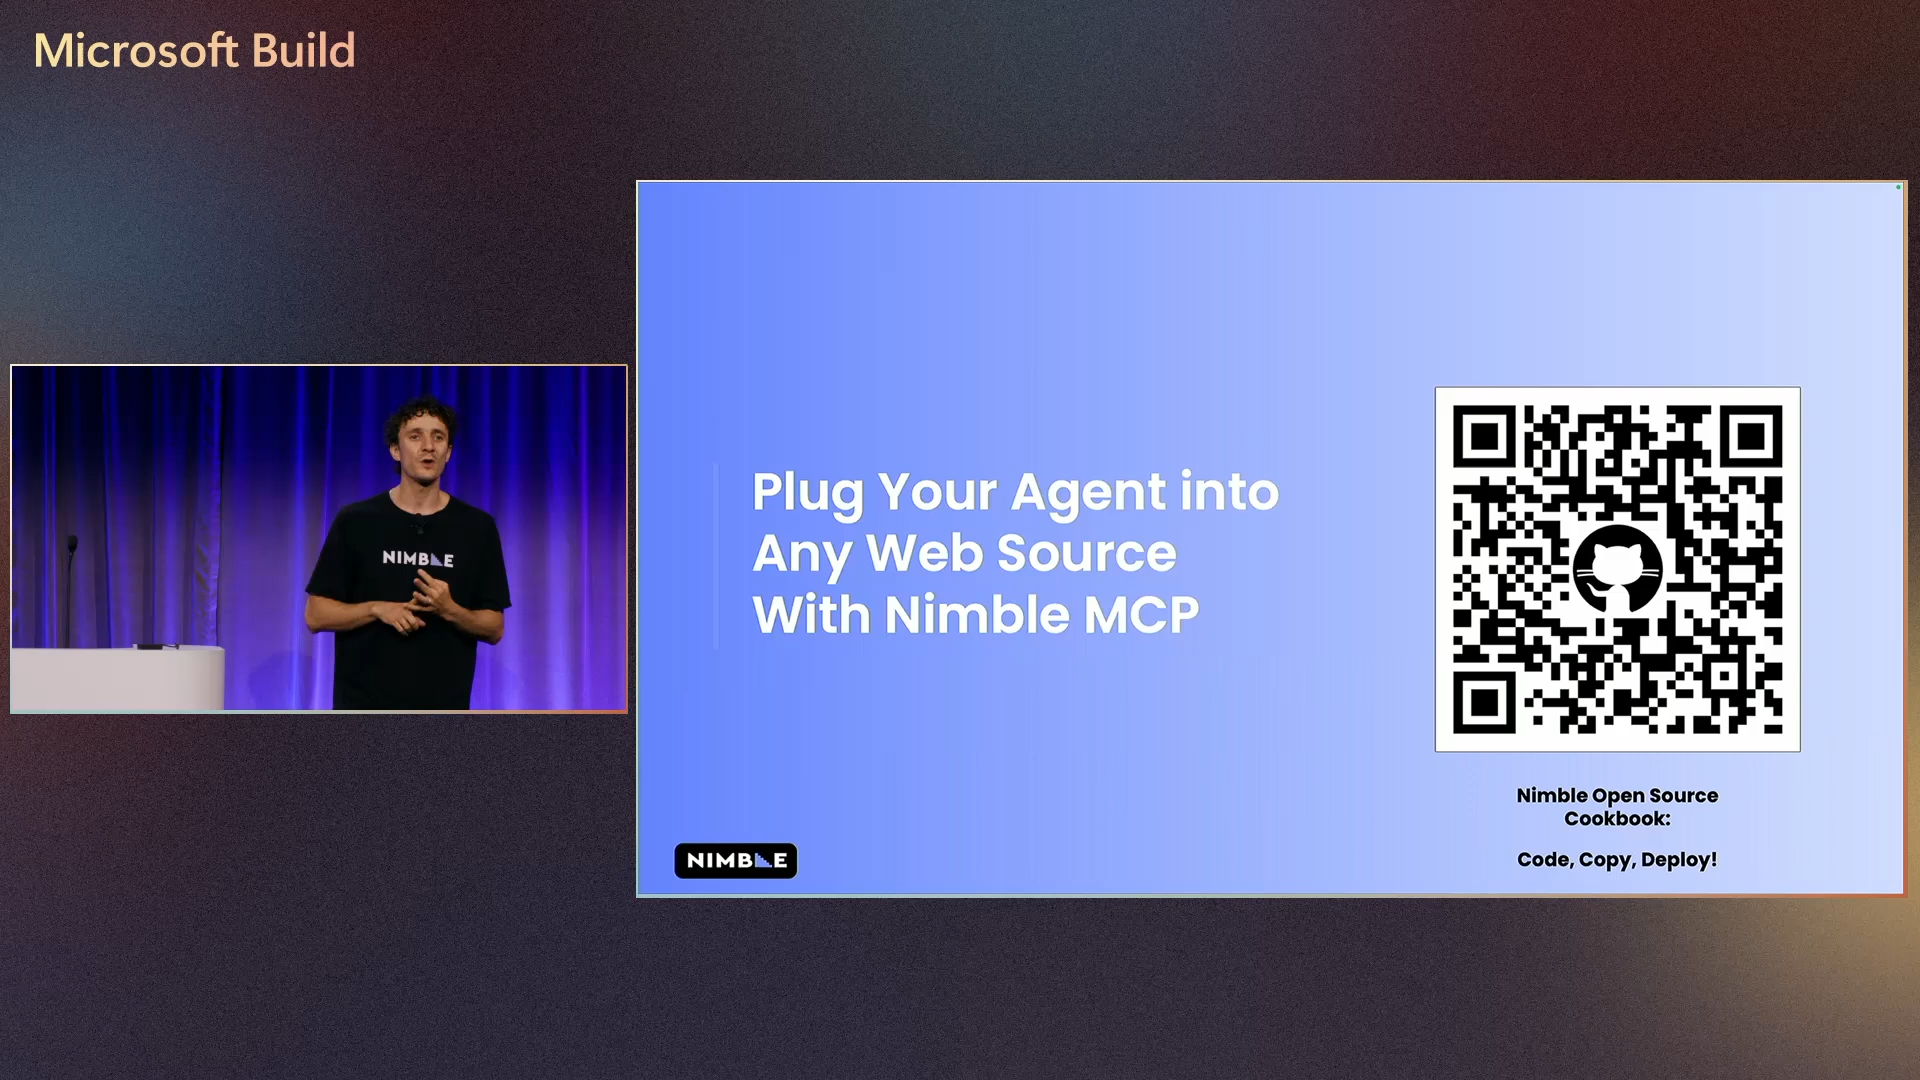 Microsoft Build
NIMBLE
Plug Your Agent into
Any Web Source
With Nimble MCP
Nimble Open Source
Cookbook:
Code, Copy, Deploy!
NIMBLE